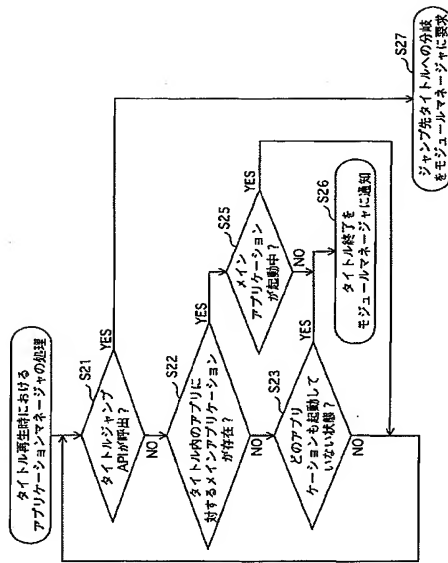 タイトル再生時における
アプリケーションマネージャの処理
S21
タイトルジャンプ
APIが呼出？
YES
NO
S22
タイトル内のアプリに
対するメインアプリケーション
が存在？
YES
NO
S23
どのアプリ
ケーションも起動して
いない状態？
YES
NO
S25
メイン
アプリケーション
が起動中？
YES
NO
S26
タイトル終了を
モジュールマネージャに通知
S27
ジャンプ先タイトルへの分岐
をモジュールマネージャに要求